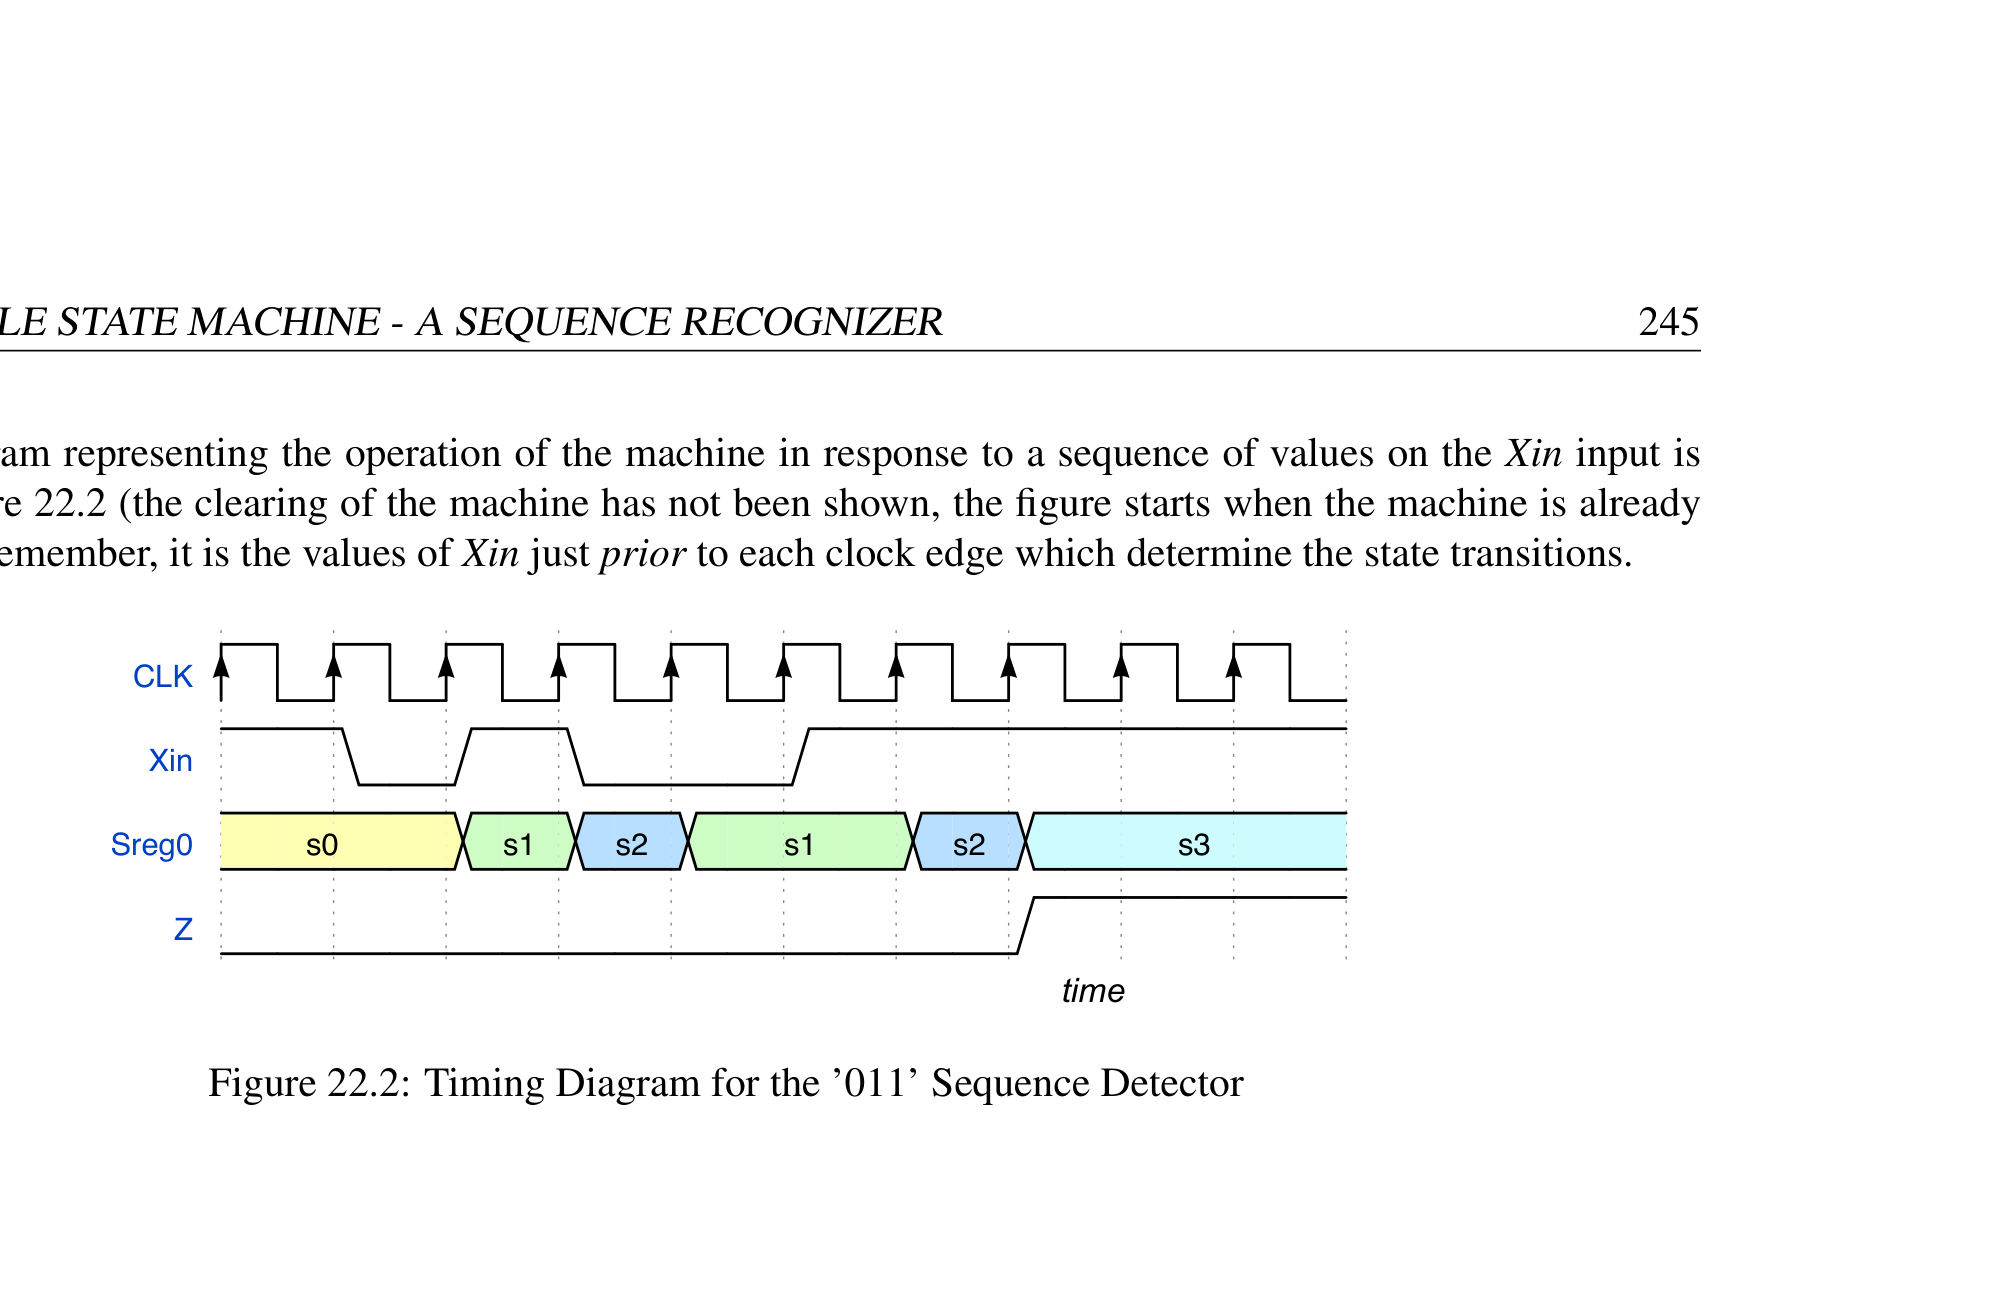 LE STATE MACHINE - A SEQUENCE RECOGNIZER 245
am representing the operation of the machine in response to a sequence of values on the Xin input is
re 22.2 (the clearing of the machine has not been shown, the figure starts when the machine is already
emember, it is the values of Xin just prior to each clock edge which determine the state transitions.
CLK
Xin
Sreg0 s0 s1 s2 s1 s2 s3
Z
time
Figure 22.2: Timing Diagram for the ’011’ Sequence Detector